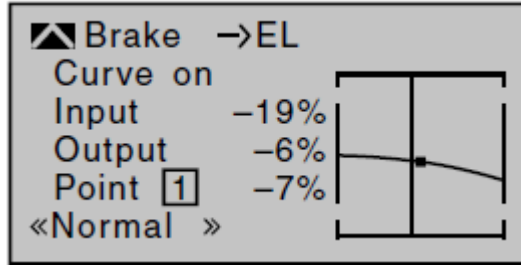 Brake →EL
Curve on
Input –19%
Output –6%
Point 1 –7%
«Normal »